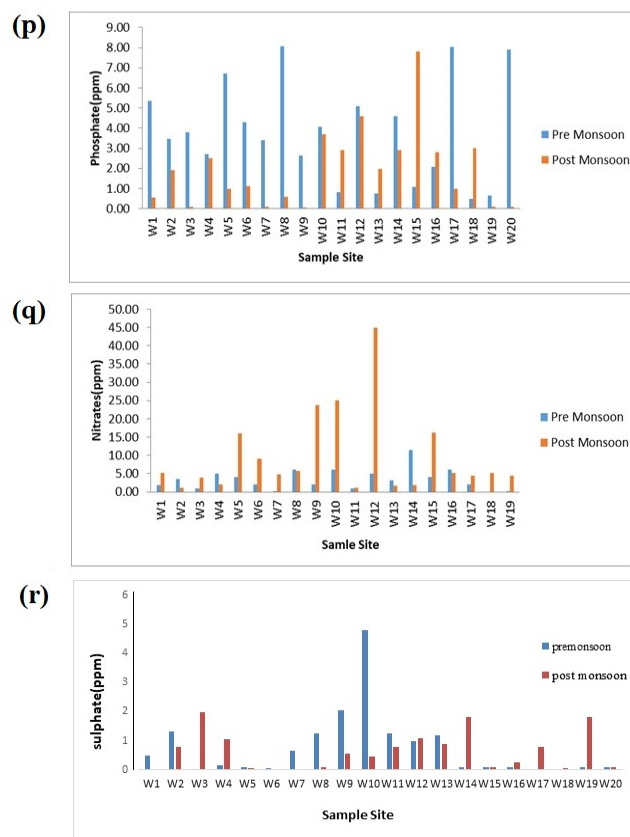 (p)
9.00
8.00
7.00
6.00
5.00
4.00
3.00
2.00
1.00
0.00
Phosphate(ppm)
W1 W2 W3 W4 W5 W6 W7 W8 W9 W10 W11 W12 W13 W14 W15 W16 W17 W18 W19 W20
Sample Site
Pre Monsoon
Post Monsoon
(q)
50.00
45.00
40.00
35.00
30.00
25.00
20.00
15.00
10.00
5.00
0.00
Nitrates(ppm)
W1 W2 W3 W4 W5 W6 W7 W8 W9 W10 W11 W12 W13 W14 W15 W16 W17 W18 W19
Samle Site
Pre Monsoon
Post Monsoon
(r)
6
5
4
3
2
1
0
sulphate(ppm)
W1 W2 W3 W4 W5 W6 W7 W8 W9 W10 W11 W12 W13 W14 W15 W16 W17 W18 W19 W20
Sample Site
premonsoon
post monsoon